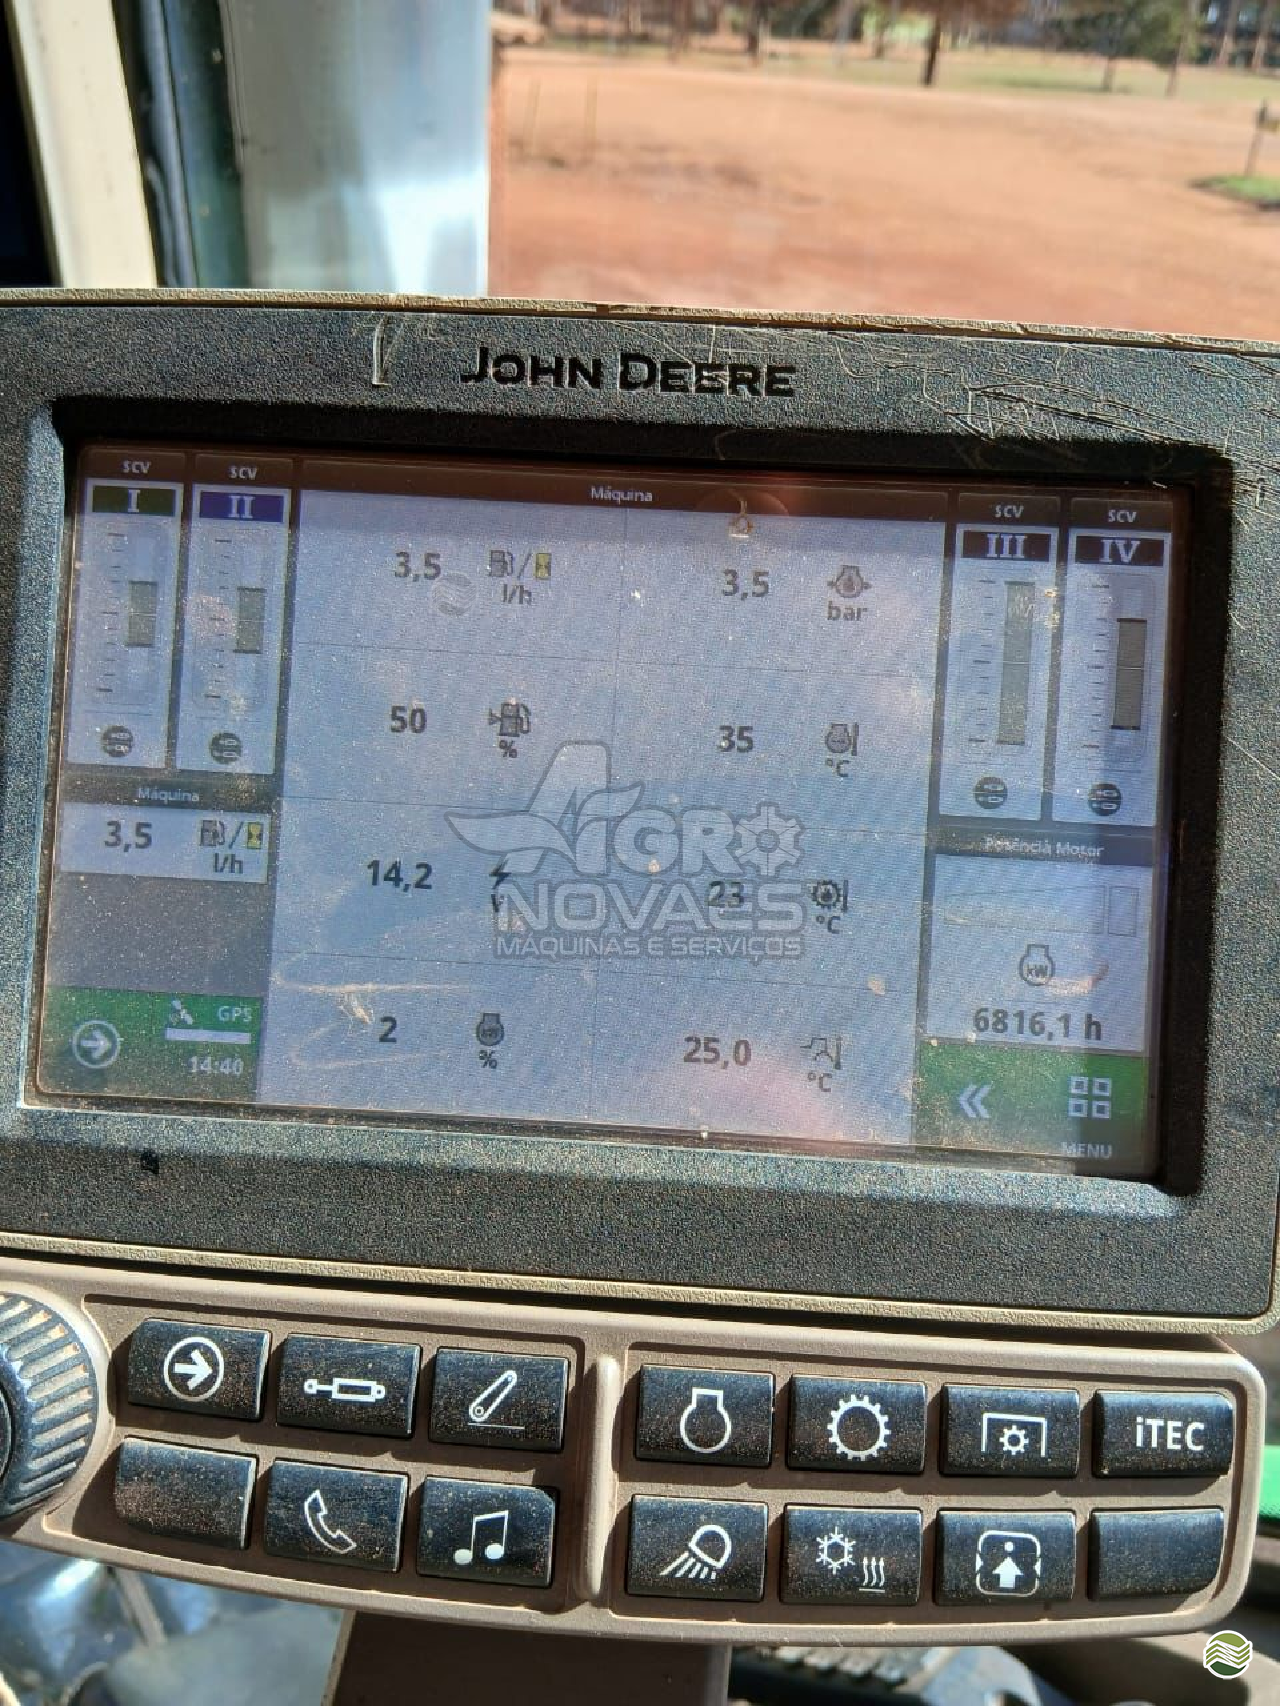 JOHN DEERE
SCV
I
SCV
II
Máquina
SCV
III
SCV
IV
3,5 l/h
3,5 bar
50 %
35 °C
Máquina
3,5 l/h
14,2 V
23 °C
Potência Motor
kW
6816,1 h
2 %
25,0 °C
GPS
14:40
MENU
AGRO
NOVAES
MÁQUINAS E SERVIÇOS
iTEC